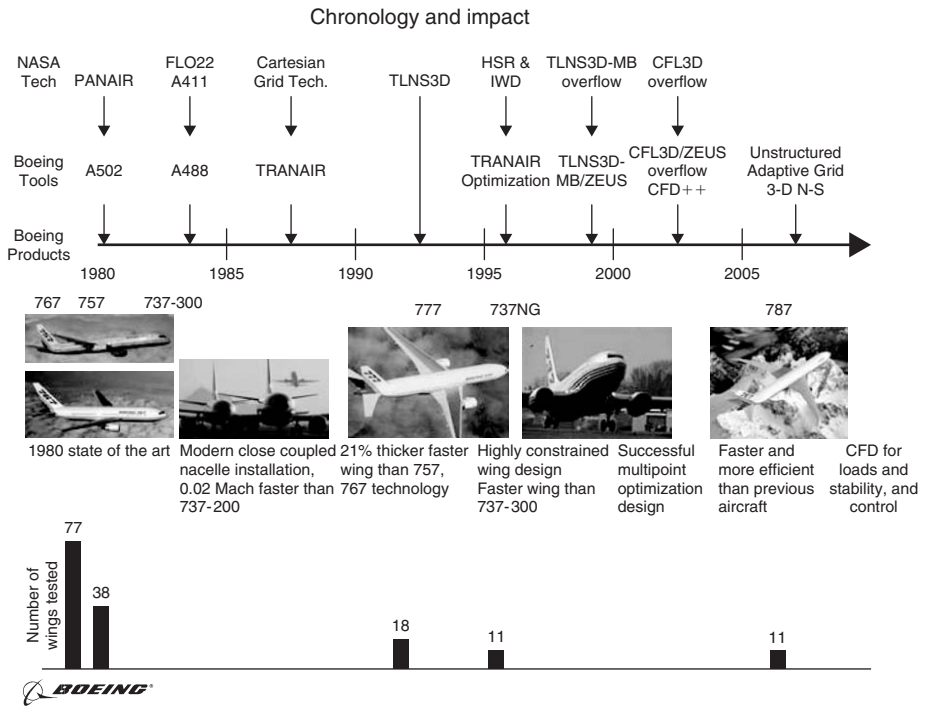 Chronology and impact
NASA
Tech
PANAIR
FLO22
A411
Cartesian
Grid Tech.
TLNS3D
HSR &
IWD
TLNS3D-MB
overflow
CFL3D
overflow
Boeing
Tools
A502
A488
TRANAIR
TRANAIR
Optimization
TLNS3D-
MB/ZEUS
CFL3D/ZEUS
overflow
CFD++
Unstructured
Adaptive Grid
3-D N-S
Boeing
Products
1980 1985 1990 1995 2000 2005
767 757 737-300 777 737NG 787
1980 state of the art
Modern close coupled
nacelle installation,
0.02 Mach faster than
737-200
21% thicker faster
wing than 757,
767 technology
Highly constrained
wing design
Faster wing than
737-300
Successful
multipoint
optimization
design
Faster and
more efficient
than previous
aircraft
CFD for
loads and
stability, and
control
Number of
wings tested
77
38
18
11
11
BOEING®